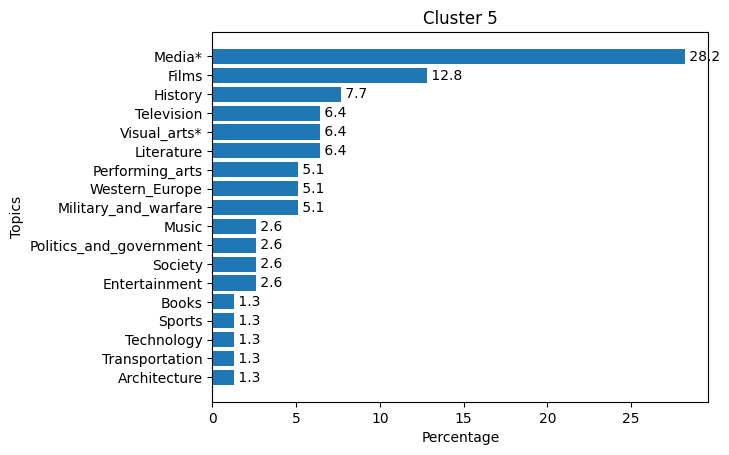 Cluster 5
Topics
Media* 28.2
Films 12.8
History 7.7
Television 6.4
Visual_arts* 6.4
Literature 6.4
Performing_arts 5.1
Western_Europe 5.1
Military_and_warfare 5.1
Music 2.6
Politics_and_government 2.6
Society 2.6
Entertainment 2.6
Books 1.3
Sports 1.3
Technology 1.3
Transportation 1.3
Architecture 1.3
0 5 10 15 20 25
Percentage